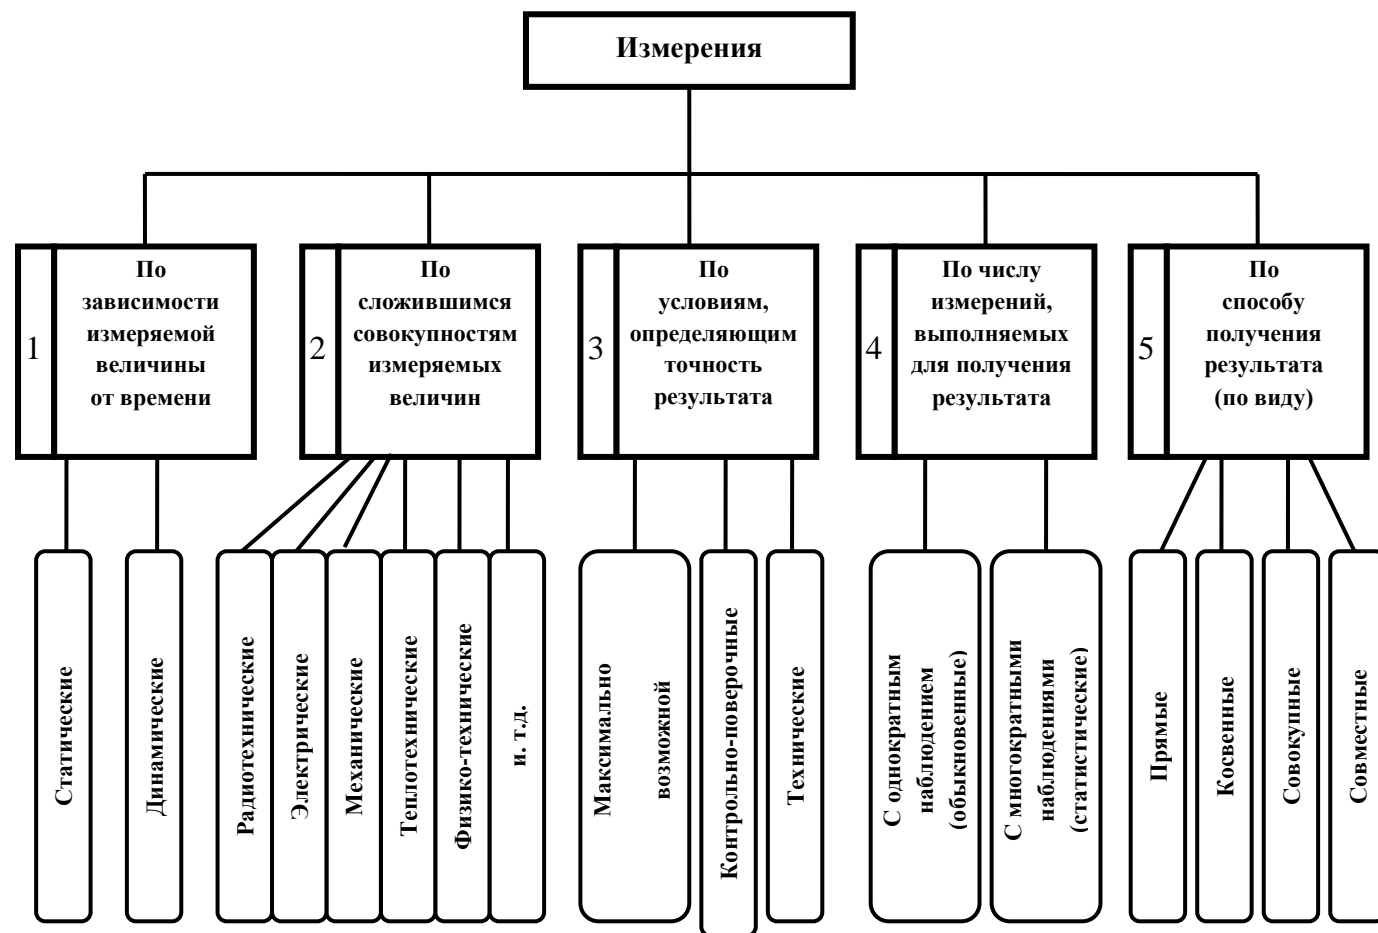 Измерения
1
По
зависимости
измеряемой
величины
от времени
2
По
сложившимся
совокупностям
измеряемых
величин
3
По
условиям,
определяющим
точность
результата
4
По числу
измерений,
выполняемых
для получения
результата
5
По
способу
получения
результата
(по виду)
Статические
Динамические
Радиотехнические
Электрические
Механические
Теплотехнические
Физико-технические
и. т.д.
Максимально
возможной
Контрольно-поверочные
Технические
С однократным
наблюдением
(обыкновенные)
С многократными
наблюдениями
(статистические)
Прямые
Косвенные
Совокупные
Совместные